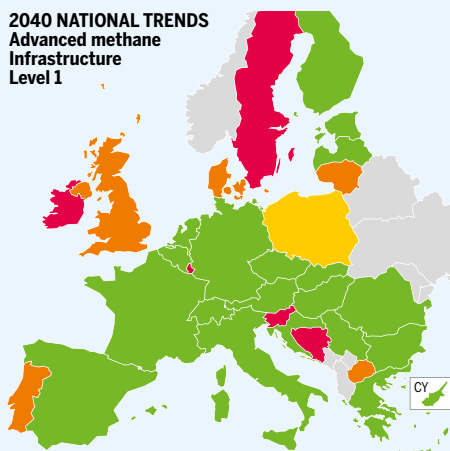 2040 NATIONAL TRENDS
Advanced methane
Infrastructure
Level 1
CY